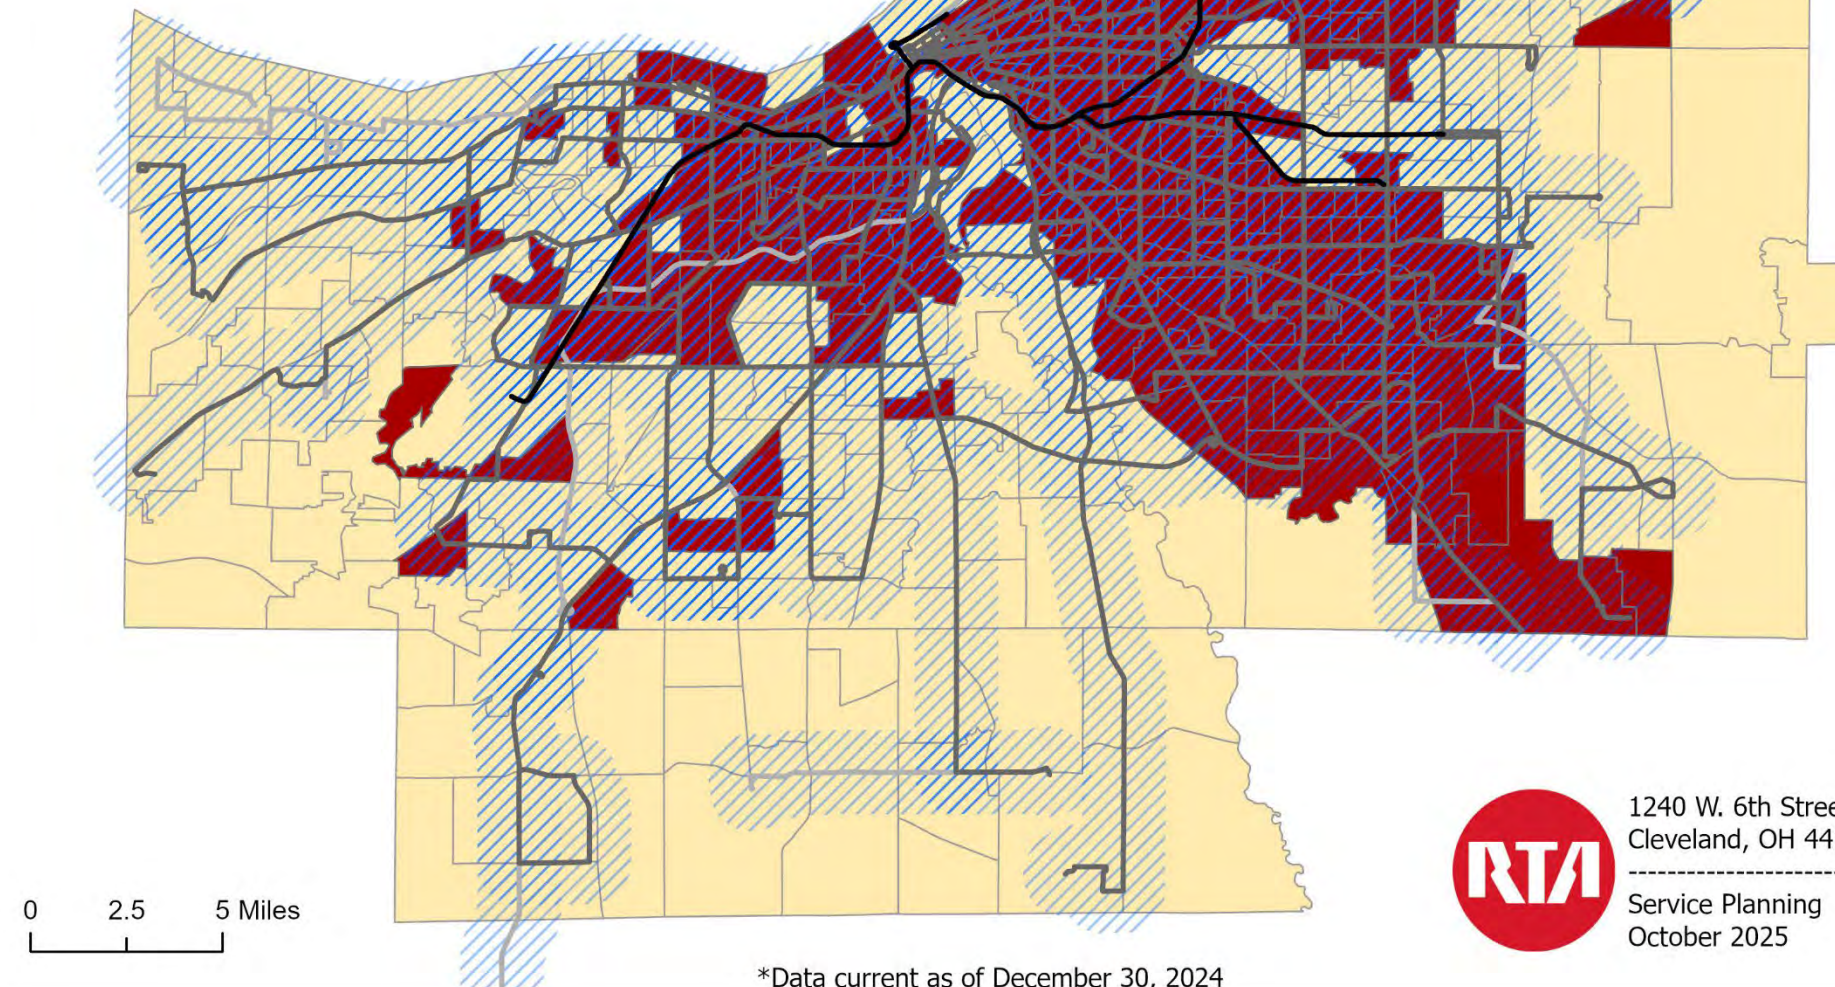 1240 W. 6th Stree
Cleveland, OH 44
RTA
Service Planning
October 2025
0 2.5 5 Miles
*Data current as of December 30, 2024